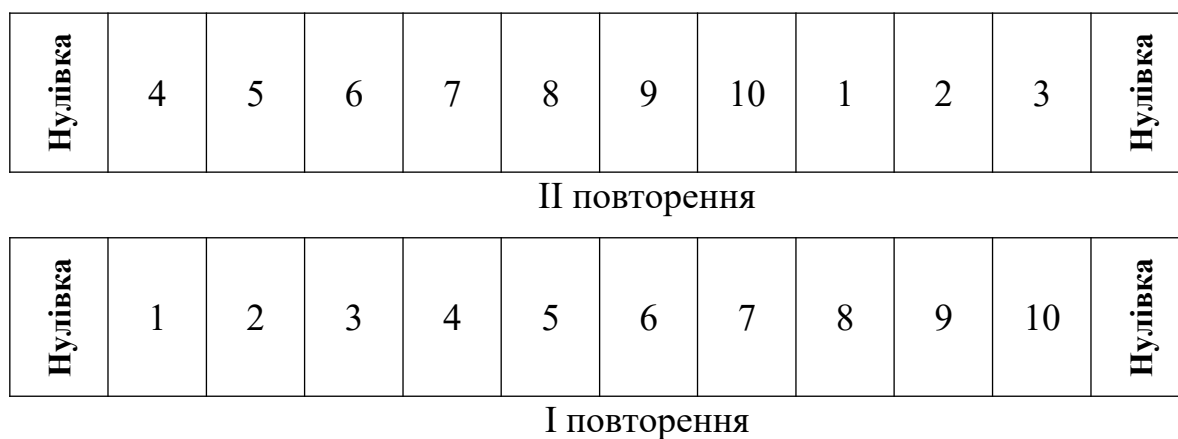 Нулівка 4 5 6 7 8 9 10 1 2 3 Нулівка
II повторення
Нулівка 1 2 3 4 5 6 7 8 9 10 Нулівка
I повторення